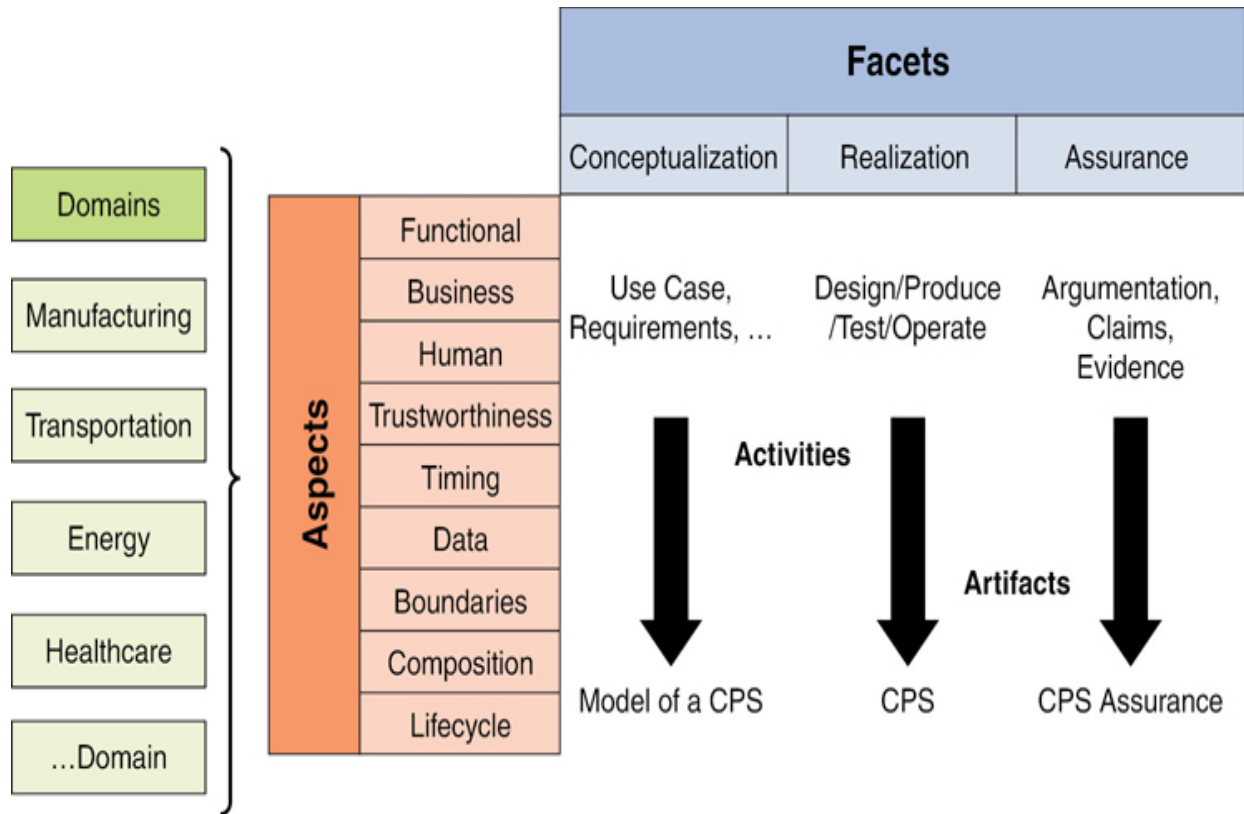 Facets
Conceptualization
Realization
Assurance
Domains
Manufacturing
Transportation
Energy
Healthcare
...Domain
Aspects
Functional
Business
Human
Trustworthiness
Timing
Data
Boundaries
Composition
Lifecycle
Use Case,
Requirements, ...
Design/Produce
/Test/Operate
Argumentation,
Claims,
Evidence
Activities
Artifacts
Model of a CPS
CPS
CPS Assurance